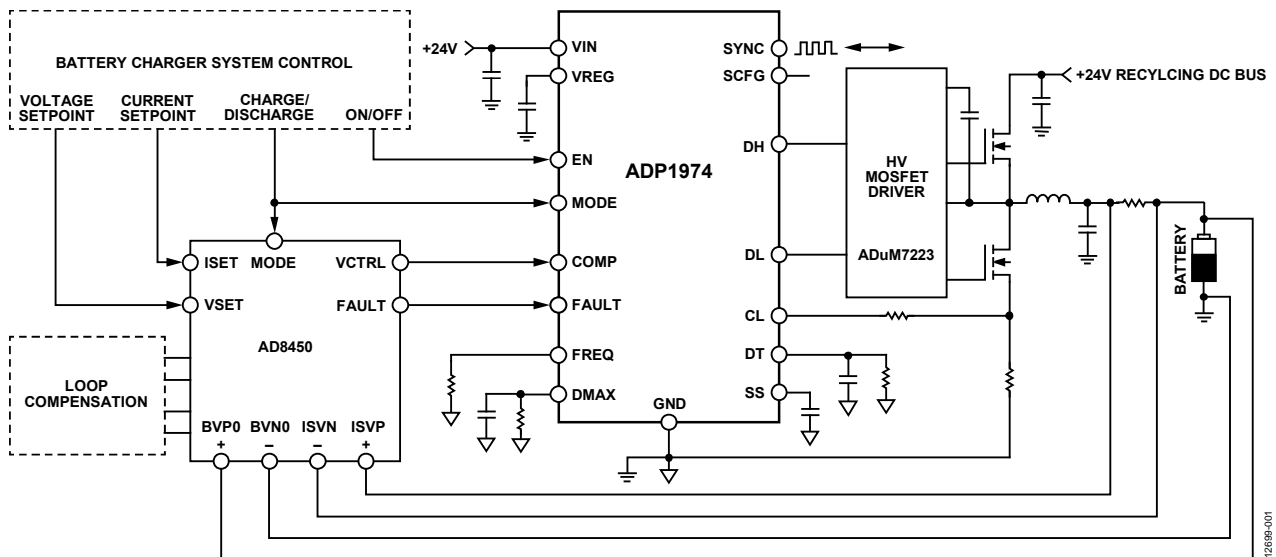 BATTERY CHARGER SYSTEM CONTROL
VOLTAGE
SETPOINT
CURRENT
SETPOINT
CHARGE/
DISCHARGE
ON/OFF
+24V
VIN
VREG
EN
MODE
COMP
FAULT
FREQ
DMAX
ADP1974
GND
SYNC
SCFG
DH
DL
CL
DT
SS
HV
MOSFET
DRIVER
ADuM7223
+24V RECYLCING DC BUS
BATTERY
ISET
MODE
VCTRL
VSET
FAULT
AD8450
LOOP
COMPENSATION
BVP0
BVN0
ISVN
ISVP
+
–
–
+
12699-001